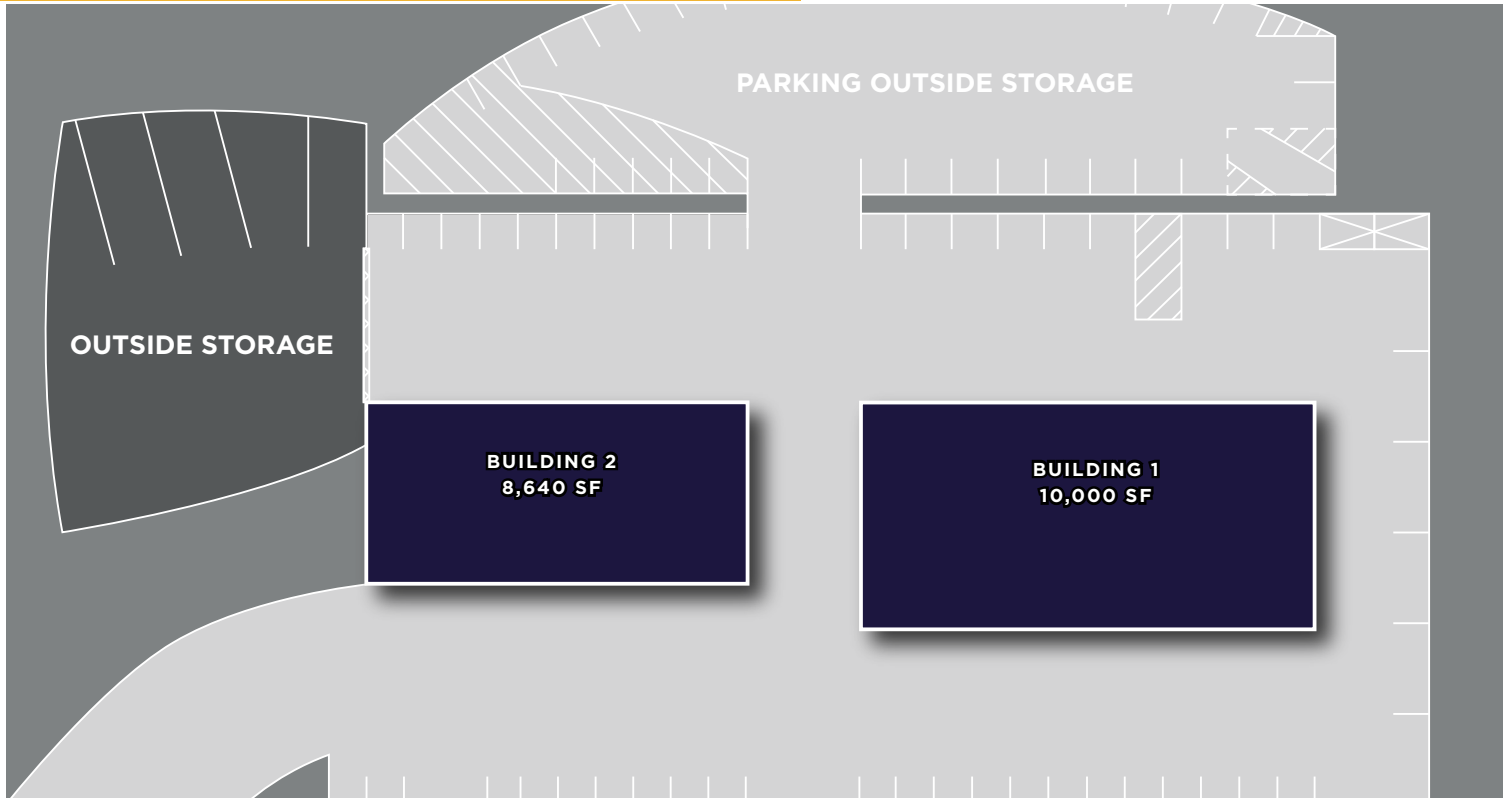 PARKING OUTSIDE STORAGE
OUTSIDE STORAGE
BUILDING 2
8,640 SF
BUILDING 1
10,000 SF